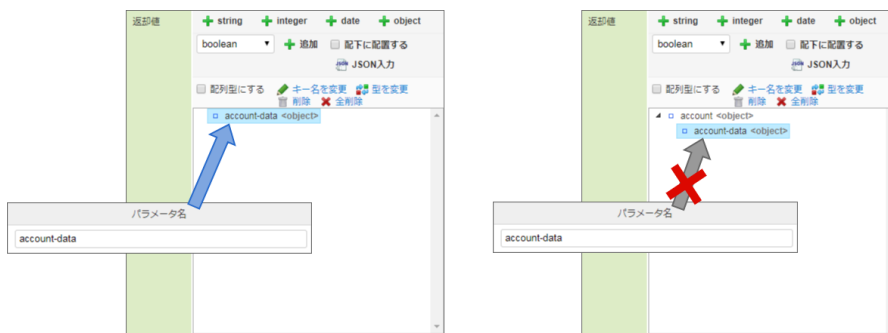 返却値
string integer date object
boolean 追加 配下に配置する
JSON入力
配列型にする キー名を変更 型を変更
削除 全削除
account-data <object>
パラメータ名
account-data
返却値
string integer date object
boolean 追加 配下に配置する
JSON入力
配列型にする キー名を変更 型を変更
削除 全削除
account <object>
account-data <object>
パラメータ名
account-data